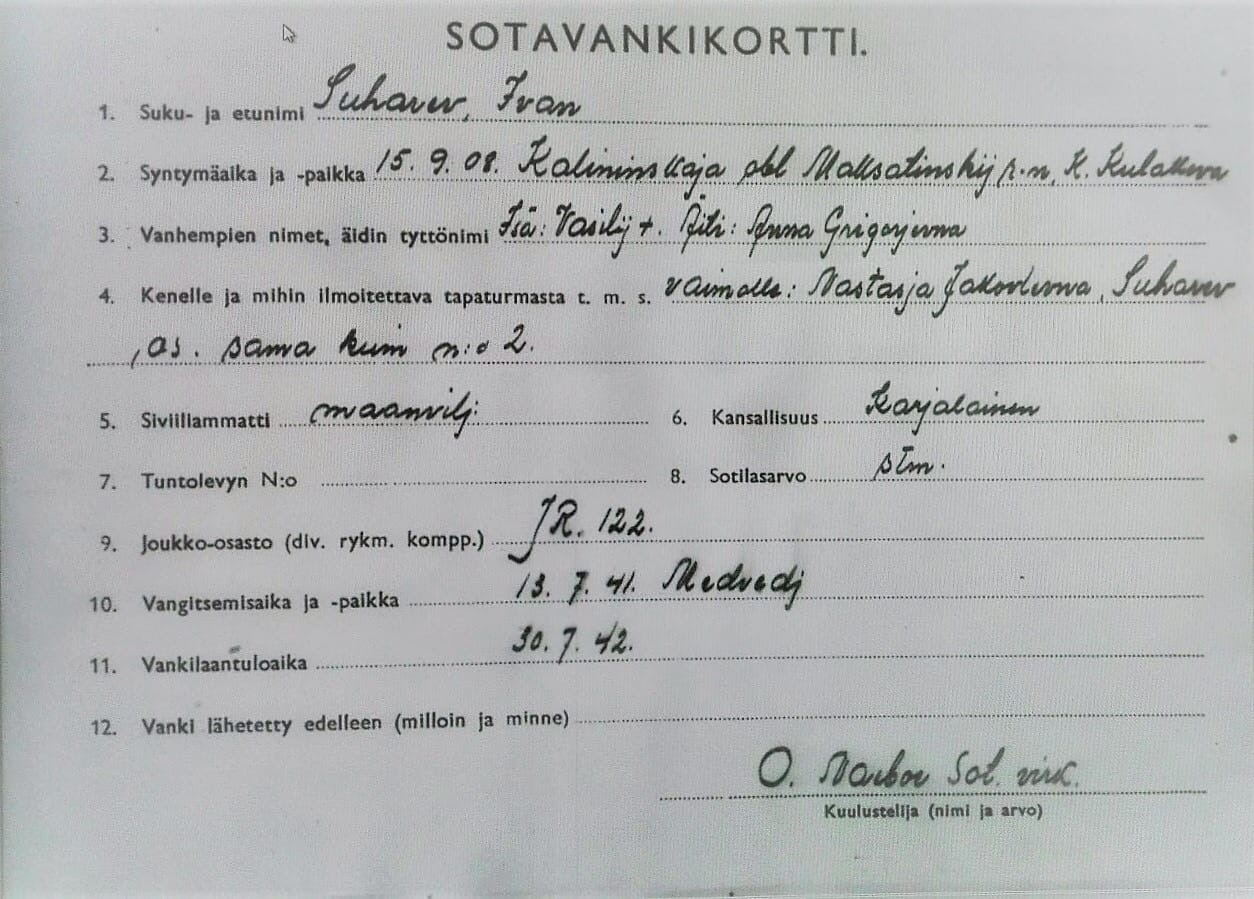 SOTAVANKIKORTTI.
1. Suku- ja etunimi Suharev, Ivan
2. Syntymäaika ja -paikka 15. 9. 08. Kalininskaja obl Maksatinskij r-n, K. Kulakova
3. Vanhempien nimet, äidin tyttönimi Isä: Vasilij +. Äiti: Anna Grigorjevna
4. Kenelle ja mihin ilmoitettava tapaturmasta t. m. s. vaimolle: Nastasja Jakovlevna, Suharev
, as. sama kuin n:o 2.
5. Siviiliammatti maanvilj: 6. Kansallisuus Karjalainen
7. Tuntolevyn N:o 8. Sotilasarvo stm.
9. Joukko-osasto (div. rykm. kompp.) JR. 122.
10. Vangitsemisaika ja -paikka 13. 7. 41. Medvedj
11. Vankilaantuloaika 30. 7. 42.
12. Vanki lähetetty edelleen (milloin ja minne)
O. Sot. virk.
Kuulustelija (nimi ja arvo)